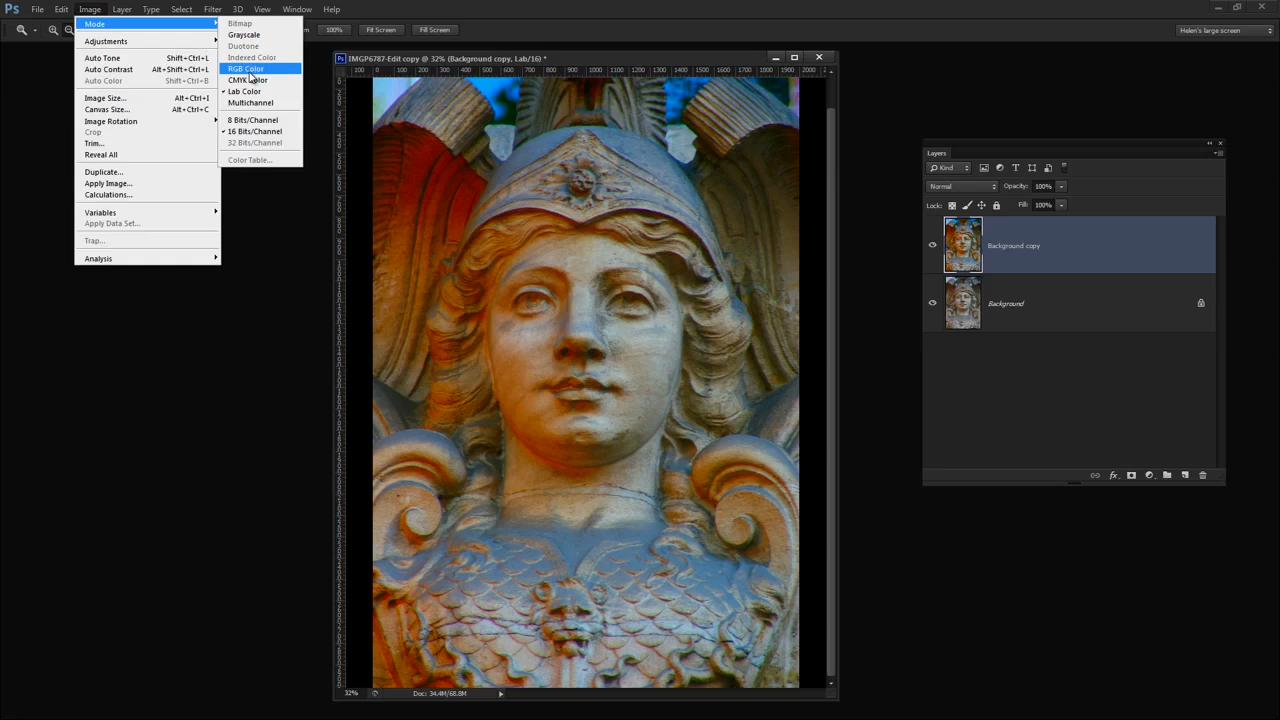 Ps File Edit Image Layer Type Select Filter 3D View Window Help
100% Fit Screen Fill Screen Helen's large screen
Mode
Adjustments
Auto Tone Shift+Ctrl+L
Auto Contrast Alt+Shift+Ctrl+L
Auto Color Shift+Ctrl+B
Image Size... Alt+Ctrl+I
Canvas Size... Alt+Ctrl+C
Image Rotation
Crop
Trim...
Reveal All
Duplicate...
Apply Image...
Calculations...
Variables
Apply Data Set...
Trap...
Analysis
Bitmap
Grayscale
Duotone
Indexed Color
RGB Color
CMYK Color
Lab Color
Multichannel
8 Bits/Channel
16 Bits/Channel
32 Bits/Channel
Color Table...
Ps IMGP6787-Edit copy @ 32% (Background copy, Lab/16) *
100 0 100 200 300 400 500 600 700 800 900 1000 1100 1200 1300 1400 1500 1600 1700 1800 1900 2000
32% Doc: 34.4M/68.8M
Layers
Kind
Normal Opacity: 100%
Lock: Fill: 100%
Background copy
Background